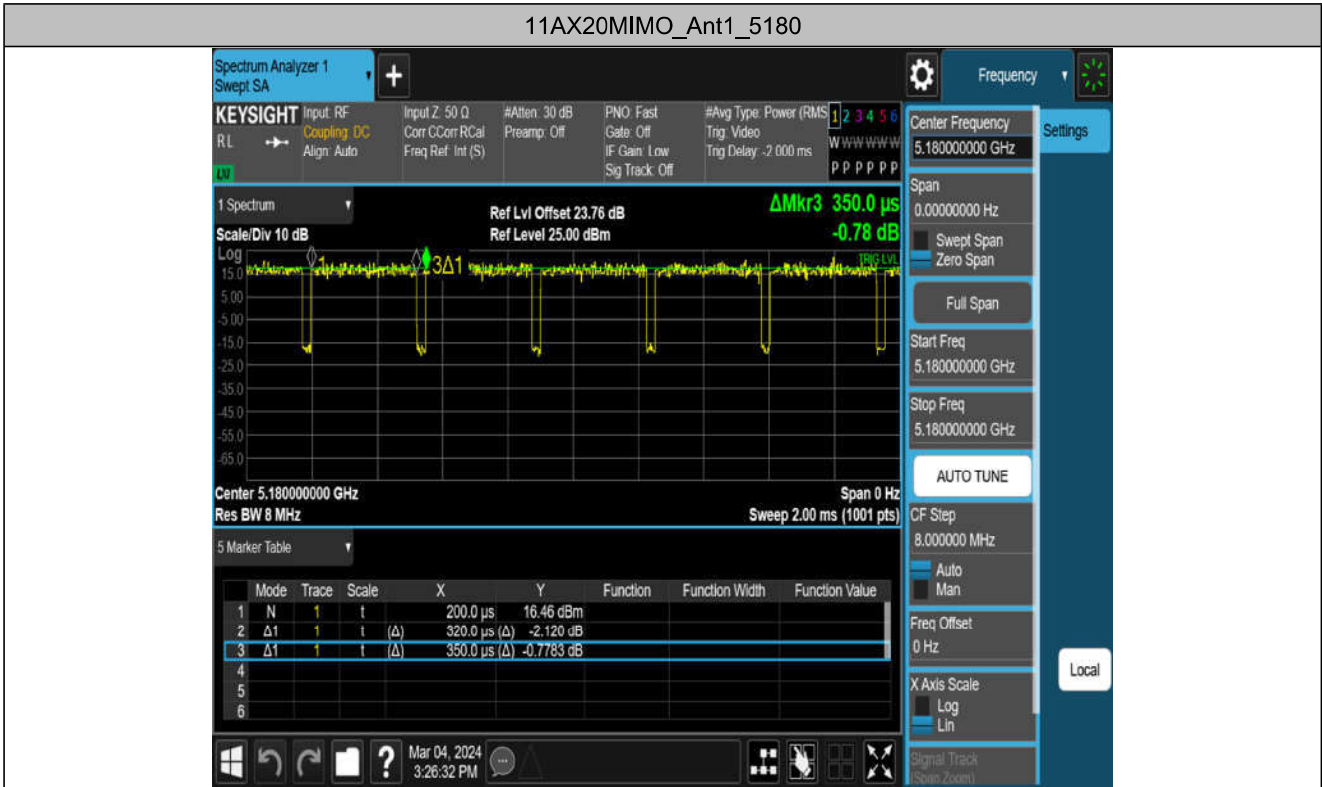 11AX20MIMO_Ant1_5180
Spectrum Analyzer 1
Swept SA
+
Frequency
KEYSIGHT Input: RF Input Z: 50 Ω #Atten: 30 dB PNO: Fast #Avg Type: Power (RMS 1 2 3 4 5 6
RL Coupling: DC Corr CCorr RCal Preamp: Off Gate: Off Trig: Video W W W W W W
Align: Auto Freq Ref: Int (S) IF Gain: Low Trig Delay: -2.000 ms P P P P P P
Sig Track: Off
Center Frequency
5.180000000 GHz
Settings
1 Spectrum
Ref Lvl Offset 23.76 dB ΔMkr3 350.0 µs
Scale/Div 10 dB Ref Level 25.00 dBm -0.78 dB
Log
TRIG LVL
1 3Δ1
15.0
5.00
-5.00
-15.0
-25.0
-35.0
-45.0
-55.0
-65.0
Center 5.180000000 GHz Span 0 Hz
Res BW 8 MHz Sweep 2.00 ms (1001 pts)
Span
0.00000000 Hz
Swept Span
Zero Span
Full Span
Start Freq
5.180000000 GHz
Stop Freq
5.180000000 GHz
AUTO TUNE
CF Step
8.000000 MHz
Auto
Man
Freq Offset
0 Hz
X Axis Scale
Log
Lin
Signal Track
(Span Zoom)
Local
5 Marker Table
Mode Trace Scale X Y Function Function Width Function Value
1 N 1 t 200.0 µs 16.46 dBm
2 Δ1 1 t (Δ) 320.0 µs (Δ) -2.120 dB
3 Δ1 1 t (Δ) 350.0 µs (Δ) -0.7783 dB
4
5
6
? Mar 04, 2024
3:26:32 PM